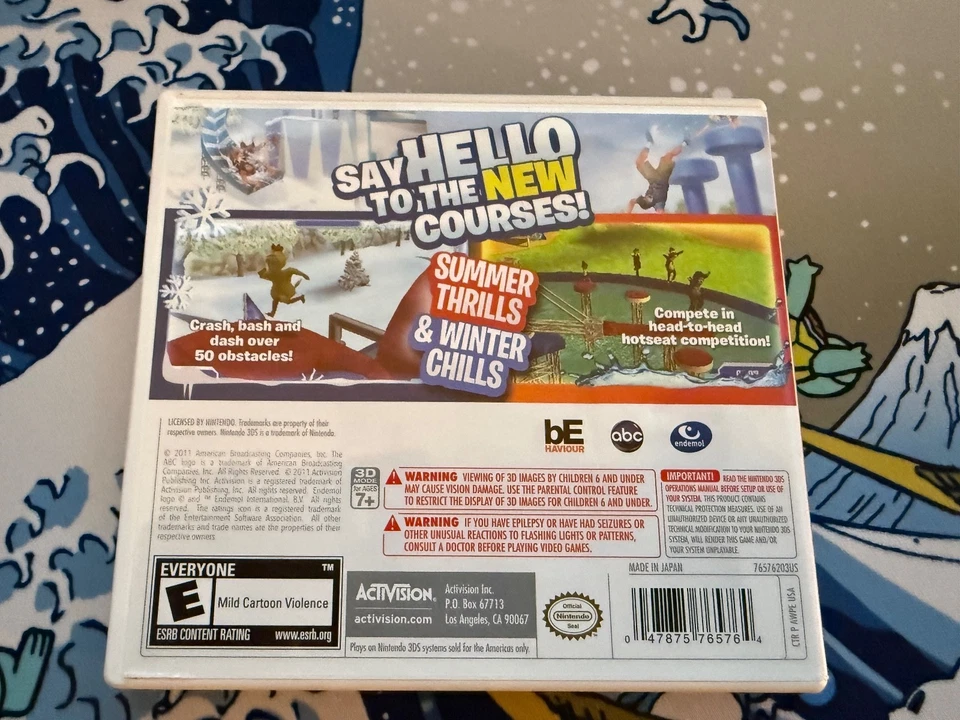 SAY HELLO
TO THE NEW
COURSES!
SUMMER
THRILLS
& WINTER
CHILLS
Crash, bash and
dash over
50 obstacles!
Compete in
head-to-head
hotseat competition!
LICENSED BY NINTENDO. Trademarks are property of their
respective owners. Nintendo 3DS is a trademark of Nintendo.
© 2011 American Broadcasting Companies, Inc. The
ABC logo is a trademark of American Broadcasting
Companies, Inc. All Rights Reserved. © 2011 Activision
Publishing, Inc. Activision is a registered trademark of
Activision Publishing, Inc. All rights reserved. Endemol
logo © and ™ Endemol International, B.V. All rights
reserved. The ratings icon is a registered trademark
of the Entertainment Software Association. All other
trademarks and trade names are the properties of their
respective owners.
bE
HAVIOUR
abc
endemol
3D
MODE
for AGES
7+
WARNING VIEWING OF 3D IMAGES BY CHILDREN 6 AND UNDER
MAY CAUSE VISION DAMAGE. USE THE PARENTAL CONTROL FEATURE
TO RESTRICT THE DISPLAY OF 3D IMAGES FOR CHILDREN 6 AND UNDER.
WARNING IF YOU HAVE EPILEPSY OR HAVE HAD SEIZURES OR
OTHER UNUSUAL REACTIONS TO FLASHING LIGHTS OR PATTERNS,
CONSULT A DOCTOR BEFORE PLAYING VIDEO GAMES.
IMPORTANT! READ THE NINTENDO 3DS
OPERATIONS MANUAL BEFORE SETUP OR USE OF
YOUR SYSTEM. THIS PRODUCT CONTAINS
TECHNICAL PROTECTION MEASURES. USE OF AN
UNAUTHORIZED DEVICE OR ANY UNAUTHORIZED
TECHNICAL MODIFICATION TO YOUR NINTENDO 3DS
SYSTEM, WILL RENDER THIS GAME AND/OR
YOUR SYSTEM UNPLAYABLE.
MADE IN JAPAN 76576203US
EVERYONE ™
E
Mild Cartoon Violence
ESRB CONTENT RATING www.esrb.org
ACTIVISION®
activision.com
Activision Inc.
P.O. Box 67713
Los Angeles, CA 90067
Plays on Nintendo 3DS systems sold for the Americas only.
Official
Nintendo
Seal
0 47875 76576 4
CTR P AWPE USA